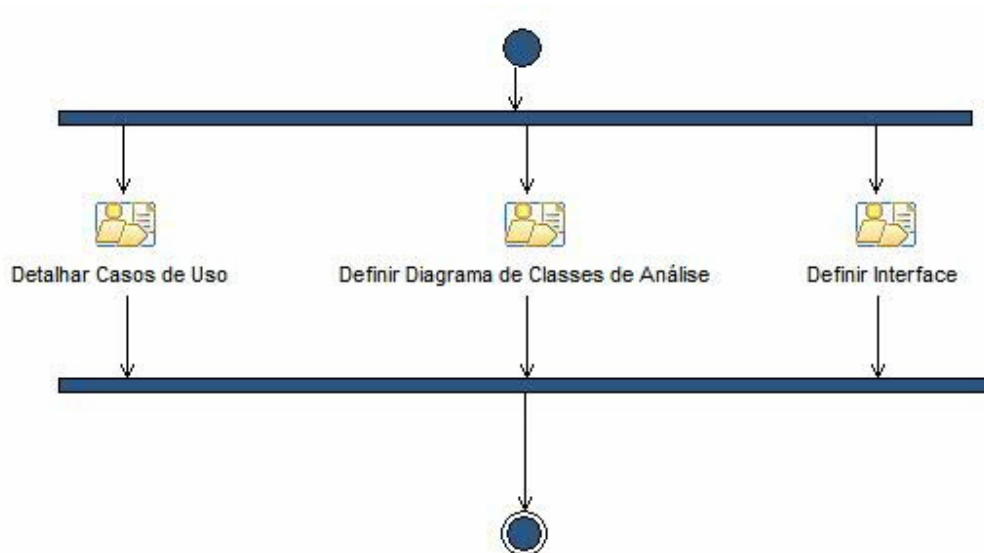 Detalhar Casos de Uso
Definir Diagrama de Classes de Análise
Definir Interface